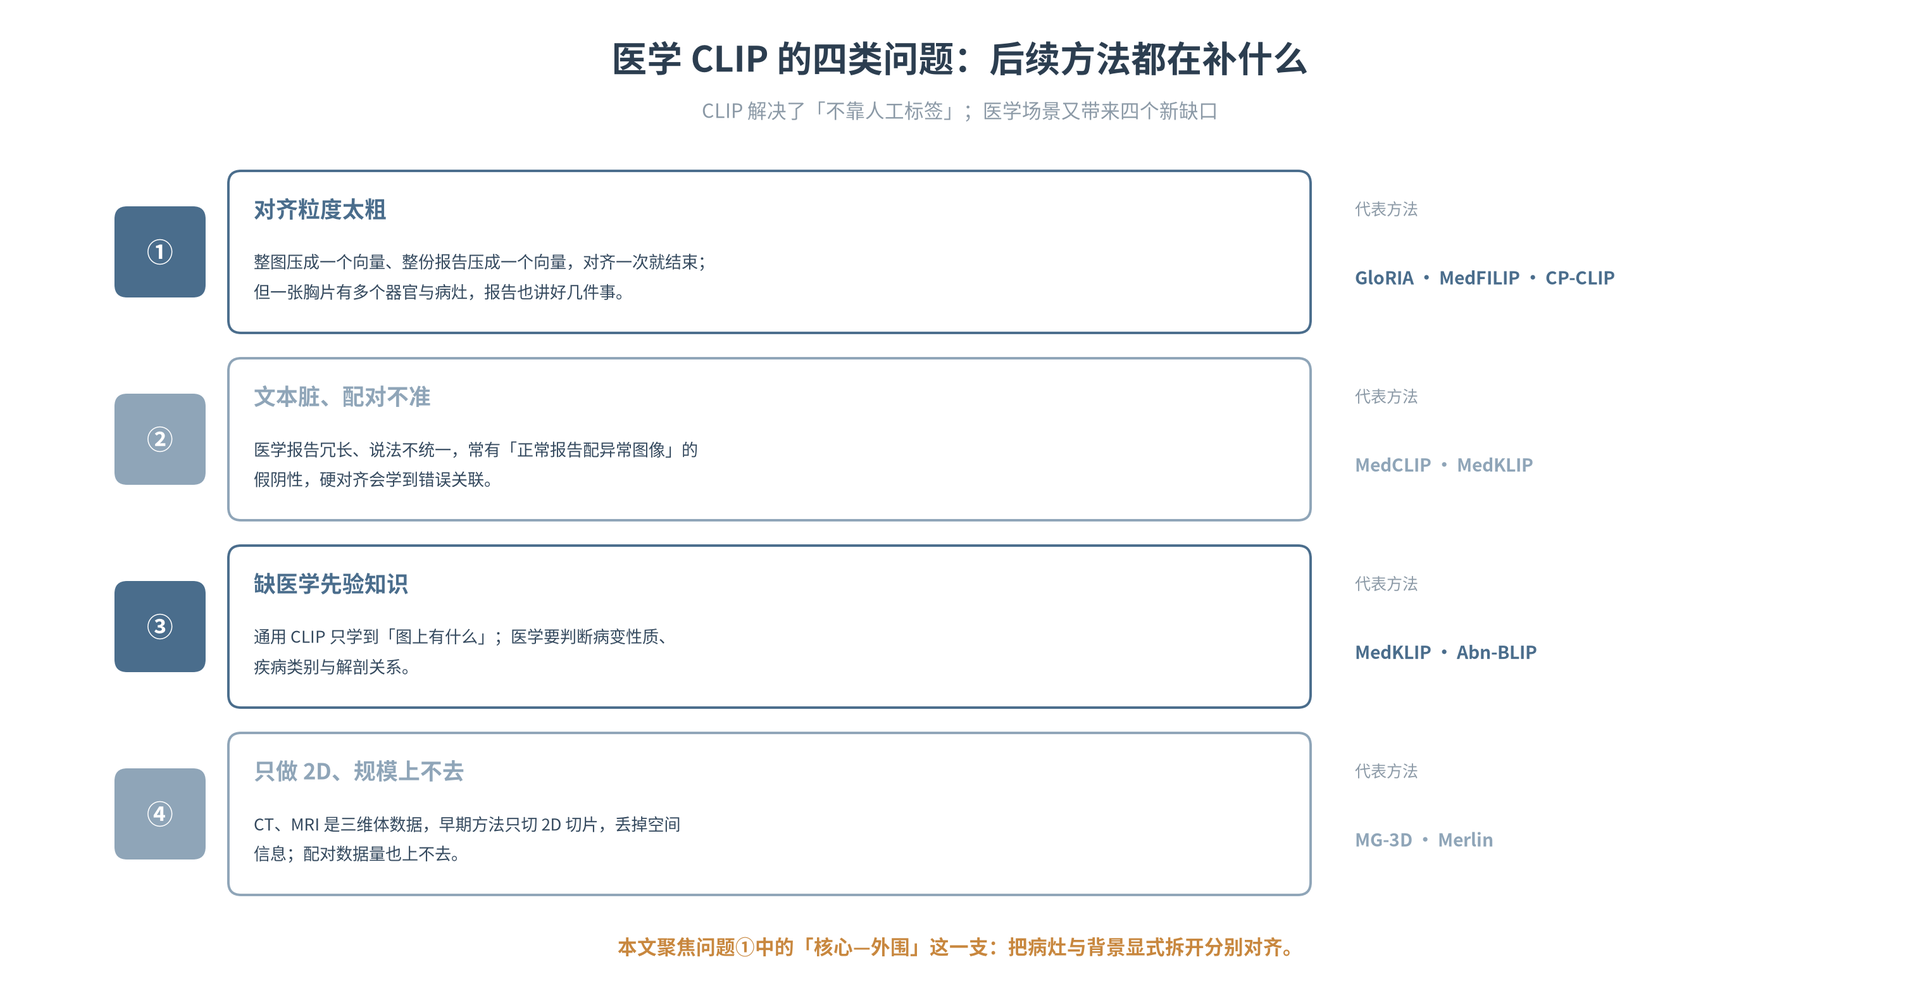 医学 CLIP 的四类问题：后续方法都在补什么
CLIP 解决了「不靠人工标签」；医学场景又带来四个新缺口
①
对齐粒度太粗
整图压成一个向量、整份报告压成一个向量，对齐一次就结束；
但一张胸片有多个器官与病灶，报告也讲好几件事。
代表方法
GloRIA · MedFILIP · CP-CLIP
②
文本脏、配对不准
医学报告冗长、说法不统一，常有「正常报告配异常图像」的
假阴性，硬对齐会学到错误关联。
代表方法
MedCLIP · MedKLIP
③
缺医学先验知识
通用 CLIP 只学到「图上有什么」；医学要判断病变性质、
疾病类别与解剖关系。
代表方法
MedKLIP · Abn-BLIP
④
只做 2D、规模上不去
CT、MRI 是三维体数据，早期方法只切 2D 切片，丢掉空间
信息；配对数据量也上不去。
代表方法
MG-3D · Merlin
本文聚焦问题①中的「核心—外围」这一支：把病灶与背景显式拆开分别对齐。